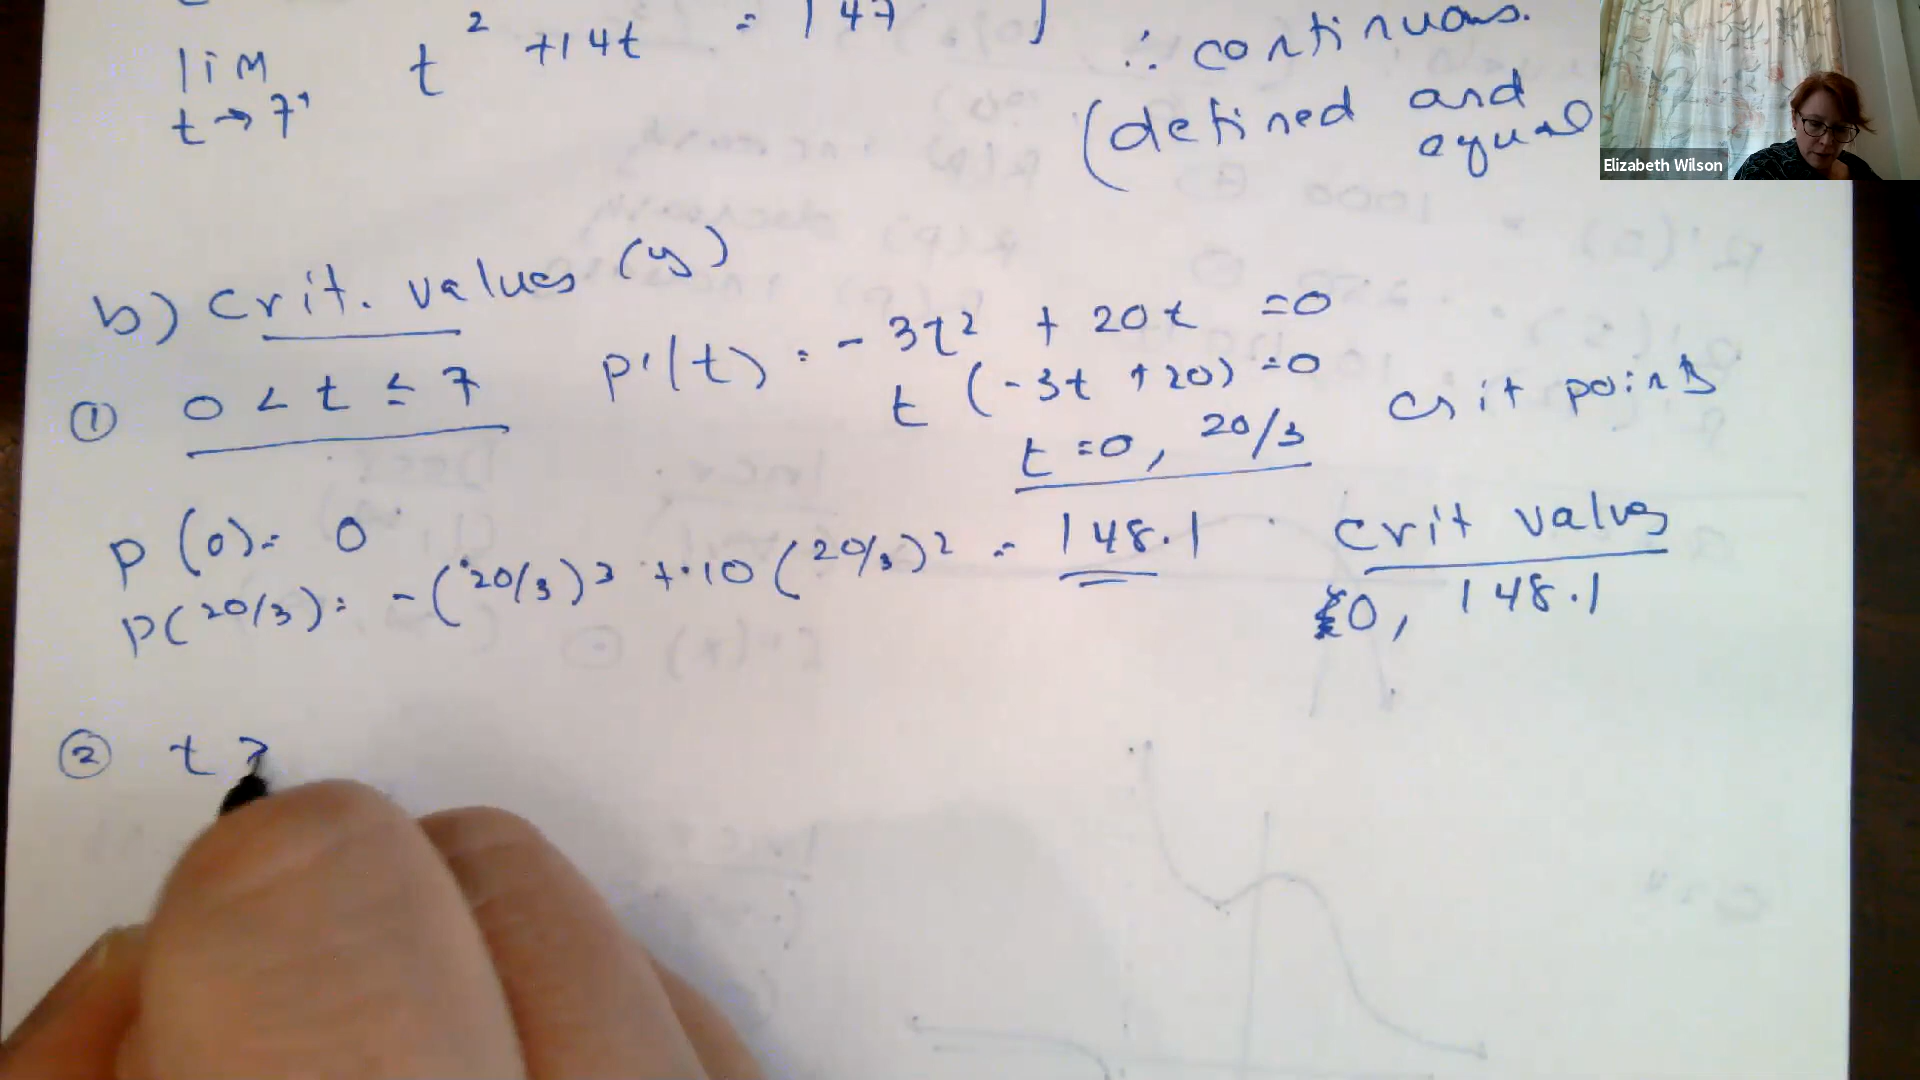 lim t² +14t = 147
t→7⁺
∴ continuous.
(defined and equal
Elizabeth Wilson
b) Crit. values (y)
① 0 < t ≤ 7 p'(t) = -3t² + 20t =0
t (-3t + 20) =0
t =0, 20/3 crit points
p (0) = 0
p(20/3) = -(20/3)³ + 10 (20/3)² = 148.1
crit values
0, 148.1
② t >